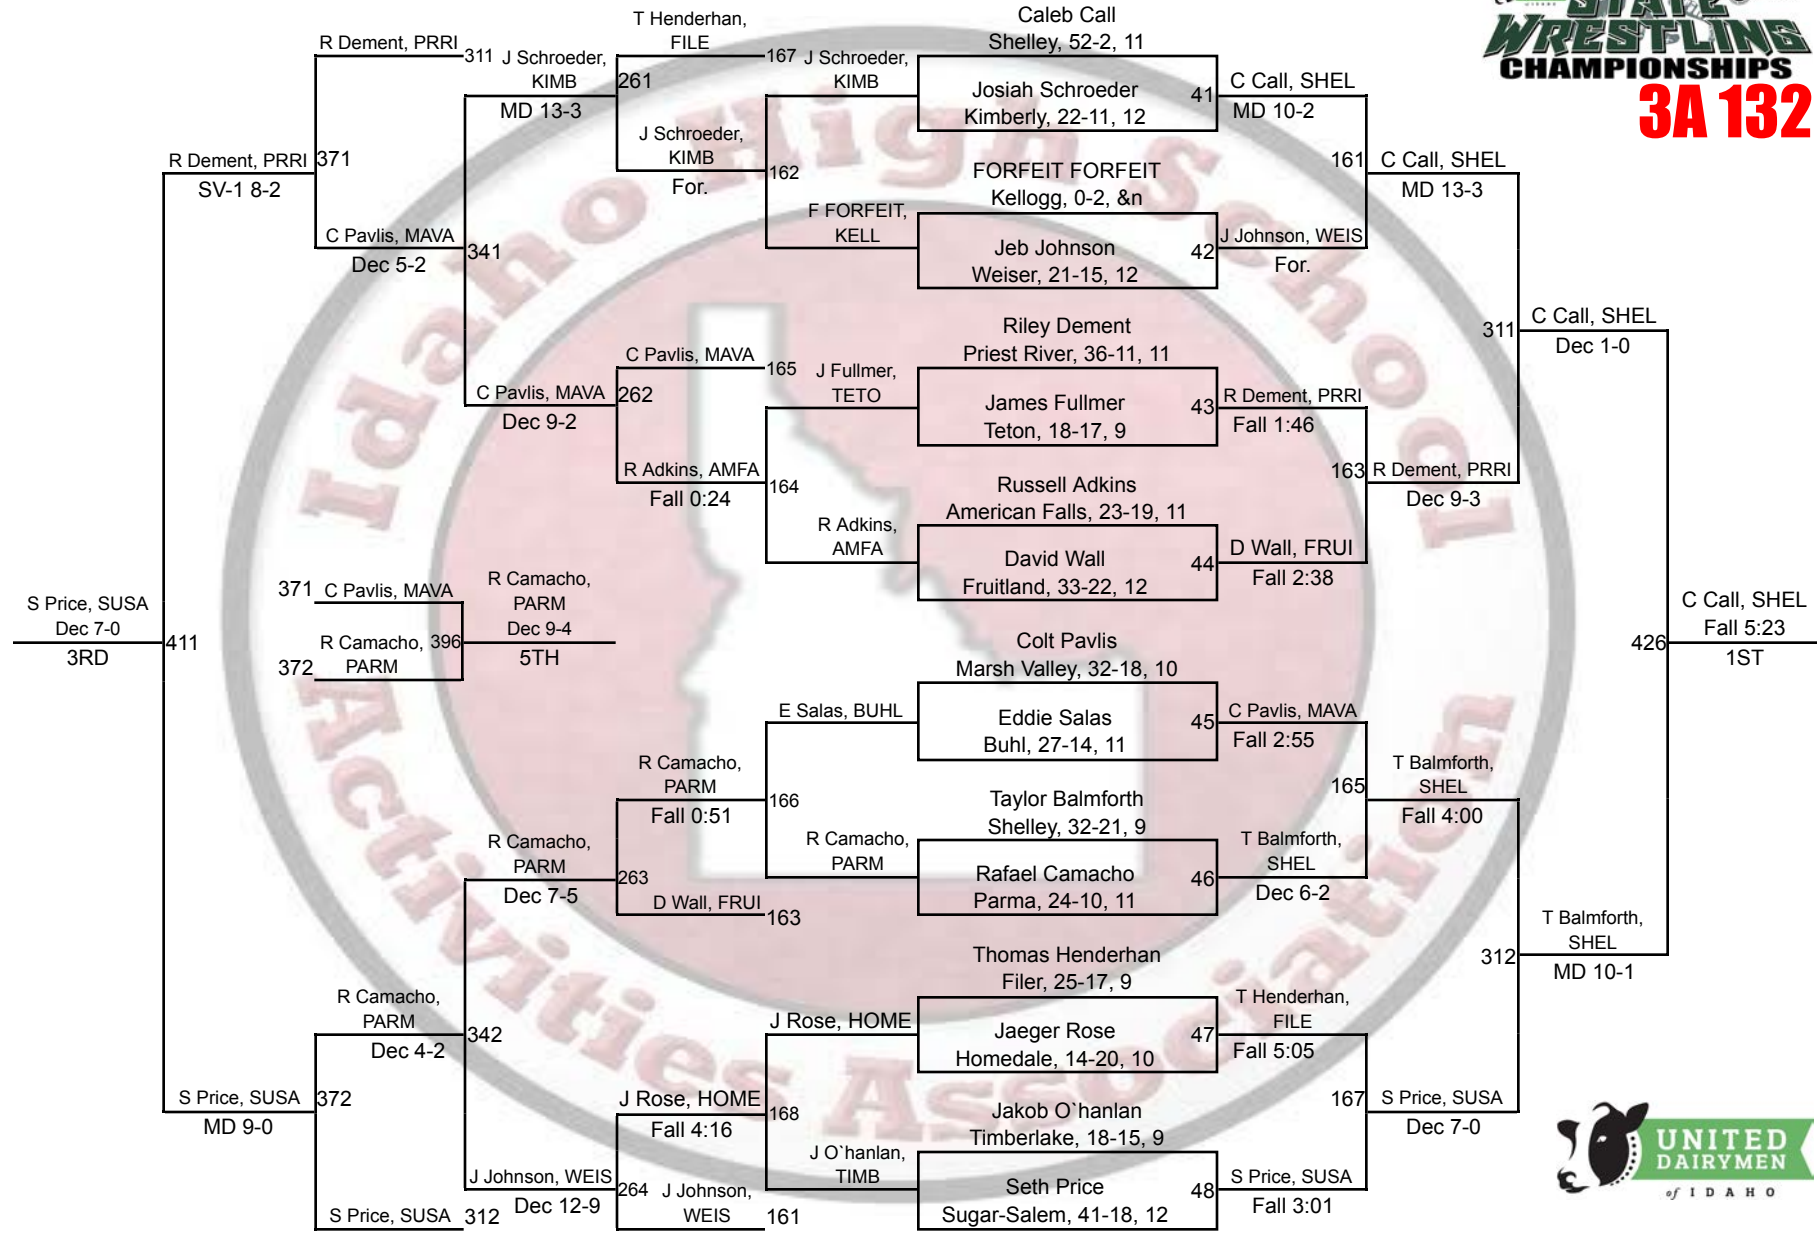 STATE
WRESTLING
CHAMPIONSHIPS
3A 132
Idaho High School
Activities Association
R Dement, PRRI
311
R Dement, PRRI
SV-1 8-2
371
C Pavlis, MAVA
Dec 5-2
J Schroeder,
KIMB
MD 13-3
341
C Pavlis, MAVA
Dec 9-2
T Henderhan,
FILE
167
261
J Schroeder,
KIMB
For.
162
J Schroeder,
KIMB
F FORFEIT,
KELL
C Pavlis, MAVA
165
262
R Adkins, AMFA
Fall 0:24
164
J Fullmer,
TETO
R Adkins,
AMFA
S Price, SUSA
Dec 7-0
3RD
411
371
C Pavlis, MAVA
R Camacho,
PARM
396
372
R Camacho,
PARM
Dec 9-4
5TH
E Salas, BUHL
R Camacho,
PARM
Fall 0:51
166
R Camacho,
PARM
R Camacho,
PARM
Dec 7-5
263
D Wall, FRUI
163
R Camacho,
PARM
Dec 4-2
342
S Price, SUSA
MD 9-0
372
S Price, SUSA
312
J Johnson, WEIS
Dec 12-9
264
J Rose, HOME
Fall 4:16
168
J Johnson,
WEIS
161
J Rose, HOME
J O`hanlan,
TIMB
Caleb Call
Shelley, 52-2, 11
Josiah Schroeder
Kimberly, 22-11, 12
41
C Call, SHEL
MD 10-2
FORFEIT FORFEIT
Kellogg, 0-2, &n
Jeb Johnson
Weiser, 21-15, 12
42
J Johnson, WEIS
For.
161
C Call, SHEL
MD 13-3
Riley Dement
Priest River, 36-11, 11
James Fullmer
Teton, 18-17, 9
43
R Dement, PRRI
Fall 1:46
Russell Adkins
American Falls, 23-19, 11
David Wall
Fruitland, 33-22, 12
44
D Wall, FRUI
Fall 2:38
163
R Dement, PRRI
Dec 9-3
311
C Call, SHEL
Dec 1-0
Colt Pavlis
Marsh Valley, 32-18, 10
Eddie Salas
Buhl, 27-14, 11
45
C Pavlis, MAVA
Fall 2:55
Taylor Balmforth
Shelley, 32-21, 9
Rafael Camacho
Parma, 24-10, 11
46
T Balmforth,
SHEL
Dec 6-2
165
T Balmforth,
SHEL
Fall 4:00
Thomas Henderhan
Filer, 25-17, 9
Jaeger Rose
Homedale, 14-20, 10
47
T Henderhan,
FILE
Fall 5:05
Jakob O`hanlan
Timberlake, 18-15, 9
Seth Price
Sugar-Salem, 41-18, 12
48
S Price, SUSA
Fall 3:01
167
S Price, SUSA
Dec 7-0
312
T Balmforth,
SHEL
MD 10-1
426
C Call, SHEL
Fall 5:23
1ST
UNITED
DAIRYMEN
of IDAHO